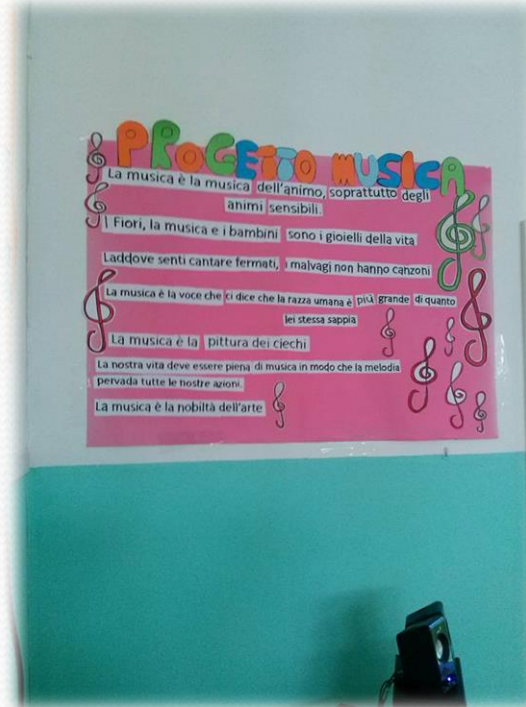 PROGETTO MUSICA
La musica è la musica dell'animo, soprattutto degli
animi sensibili.
I Fiori, la musica e i bambini sono i gioielli della vita
Laddove senti cantare fermati, i malvagi non hanno canzoni
La musica è la voce che ci dice che la razza umana è più grande di quanto
lei stessa sappia
La musica è la pittura dei ciechi
La nostra vita deve essere piena di musica in modo che la melodia
pervada tutte le nostre azioni.
La musica è la nobiltà dell'arte